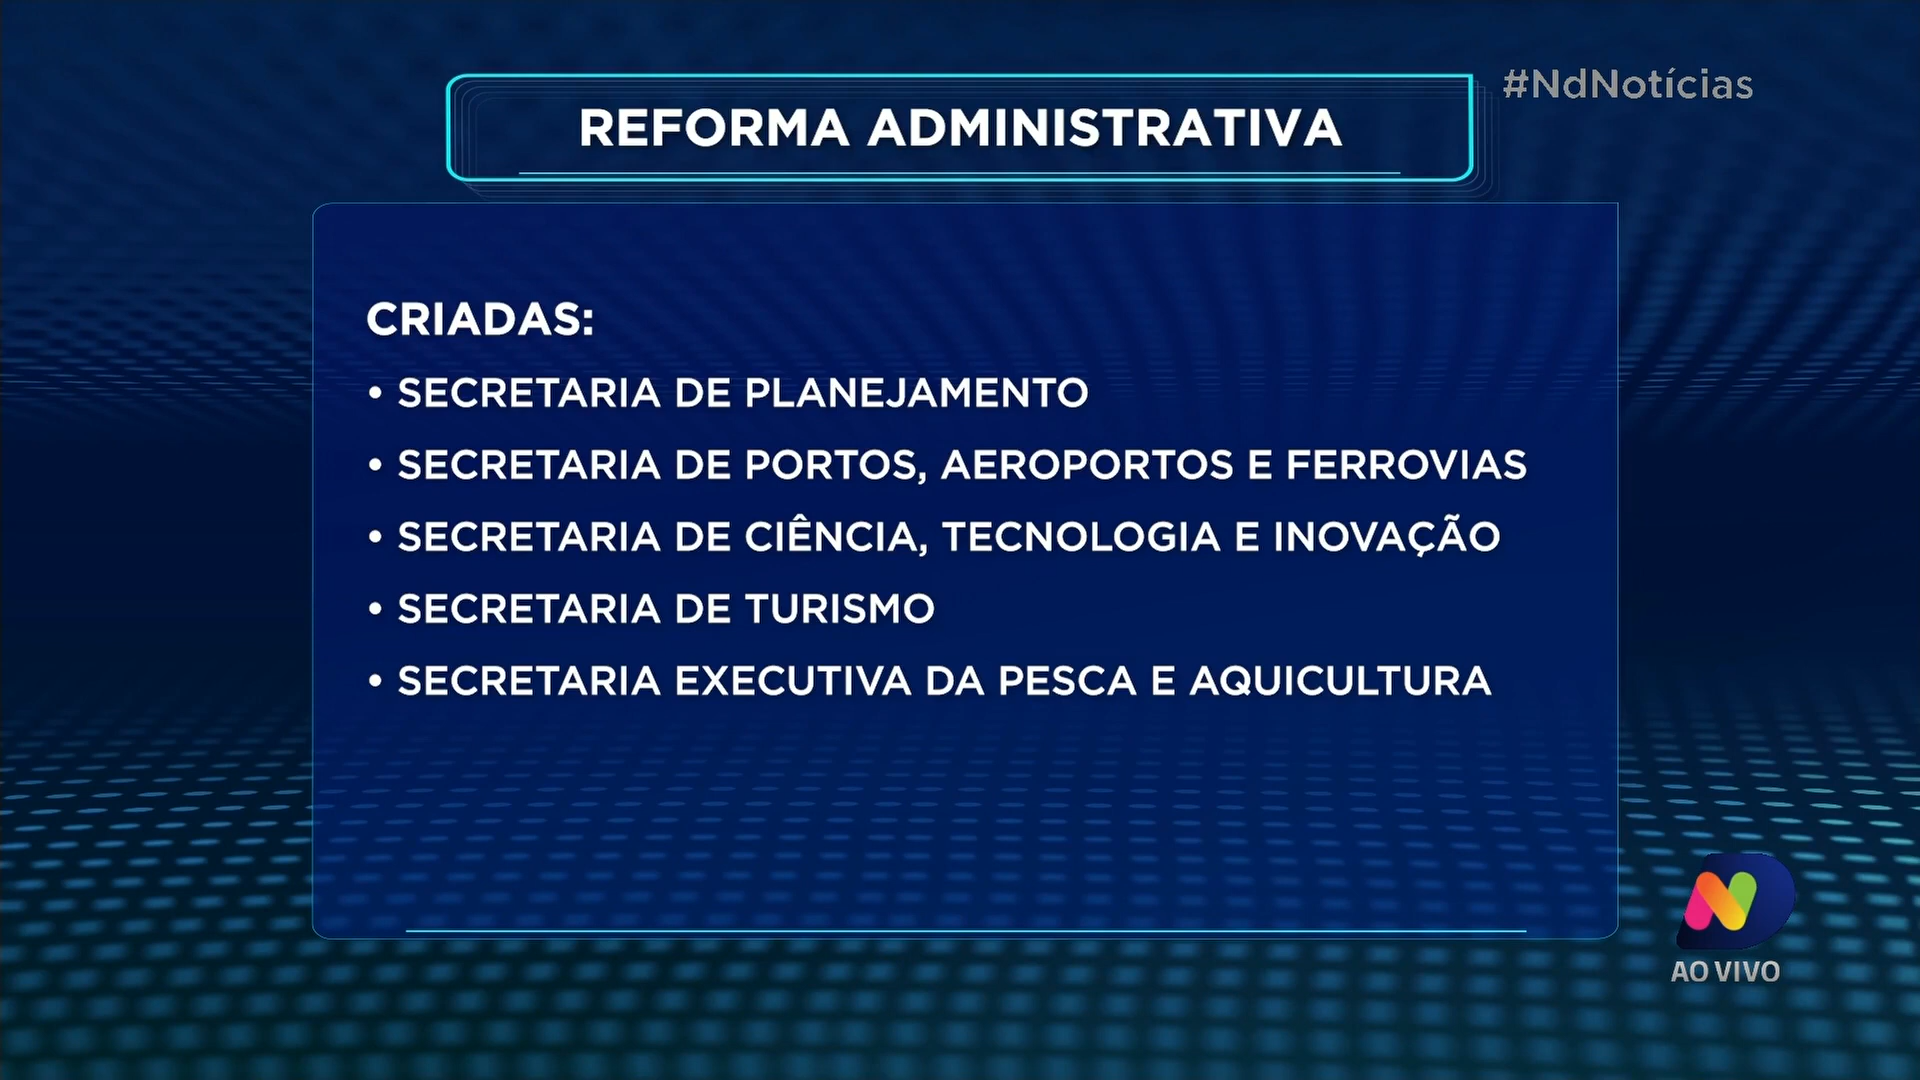 #NdNotícias
REFORMA ADMINISTRATIVA
CRIADAS:
• SECRETARIA DE PLANEJAMENTO
• SECRETARIA DE PORTOS, AEROPORTOS E FERROVIAS
• SECRETARIA DE CIÊNCIA, TECNOLOGIA E INOVAÇÃO
• SECRETARIA DE TURISMO
• SECRETARIA EXECUTIVA DA PESCA E AQUICULTURA
ND
AO VIVO